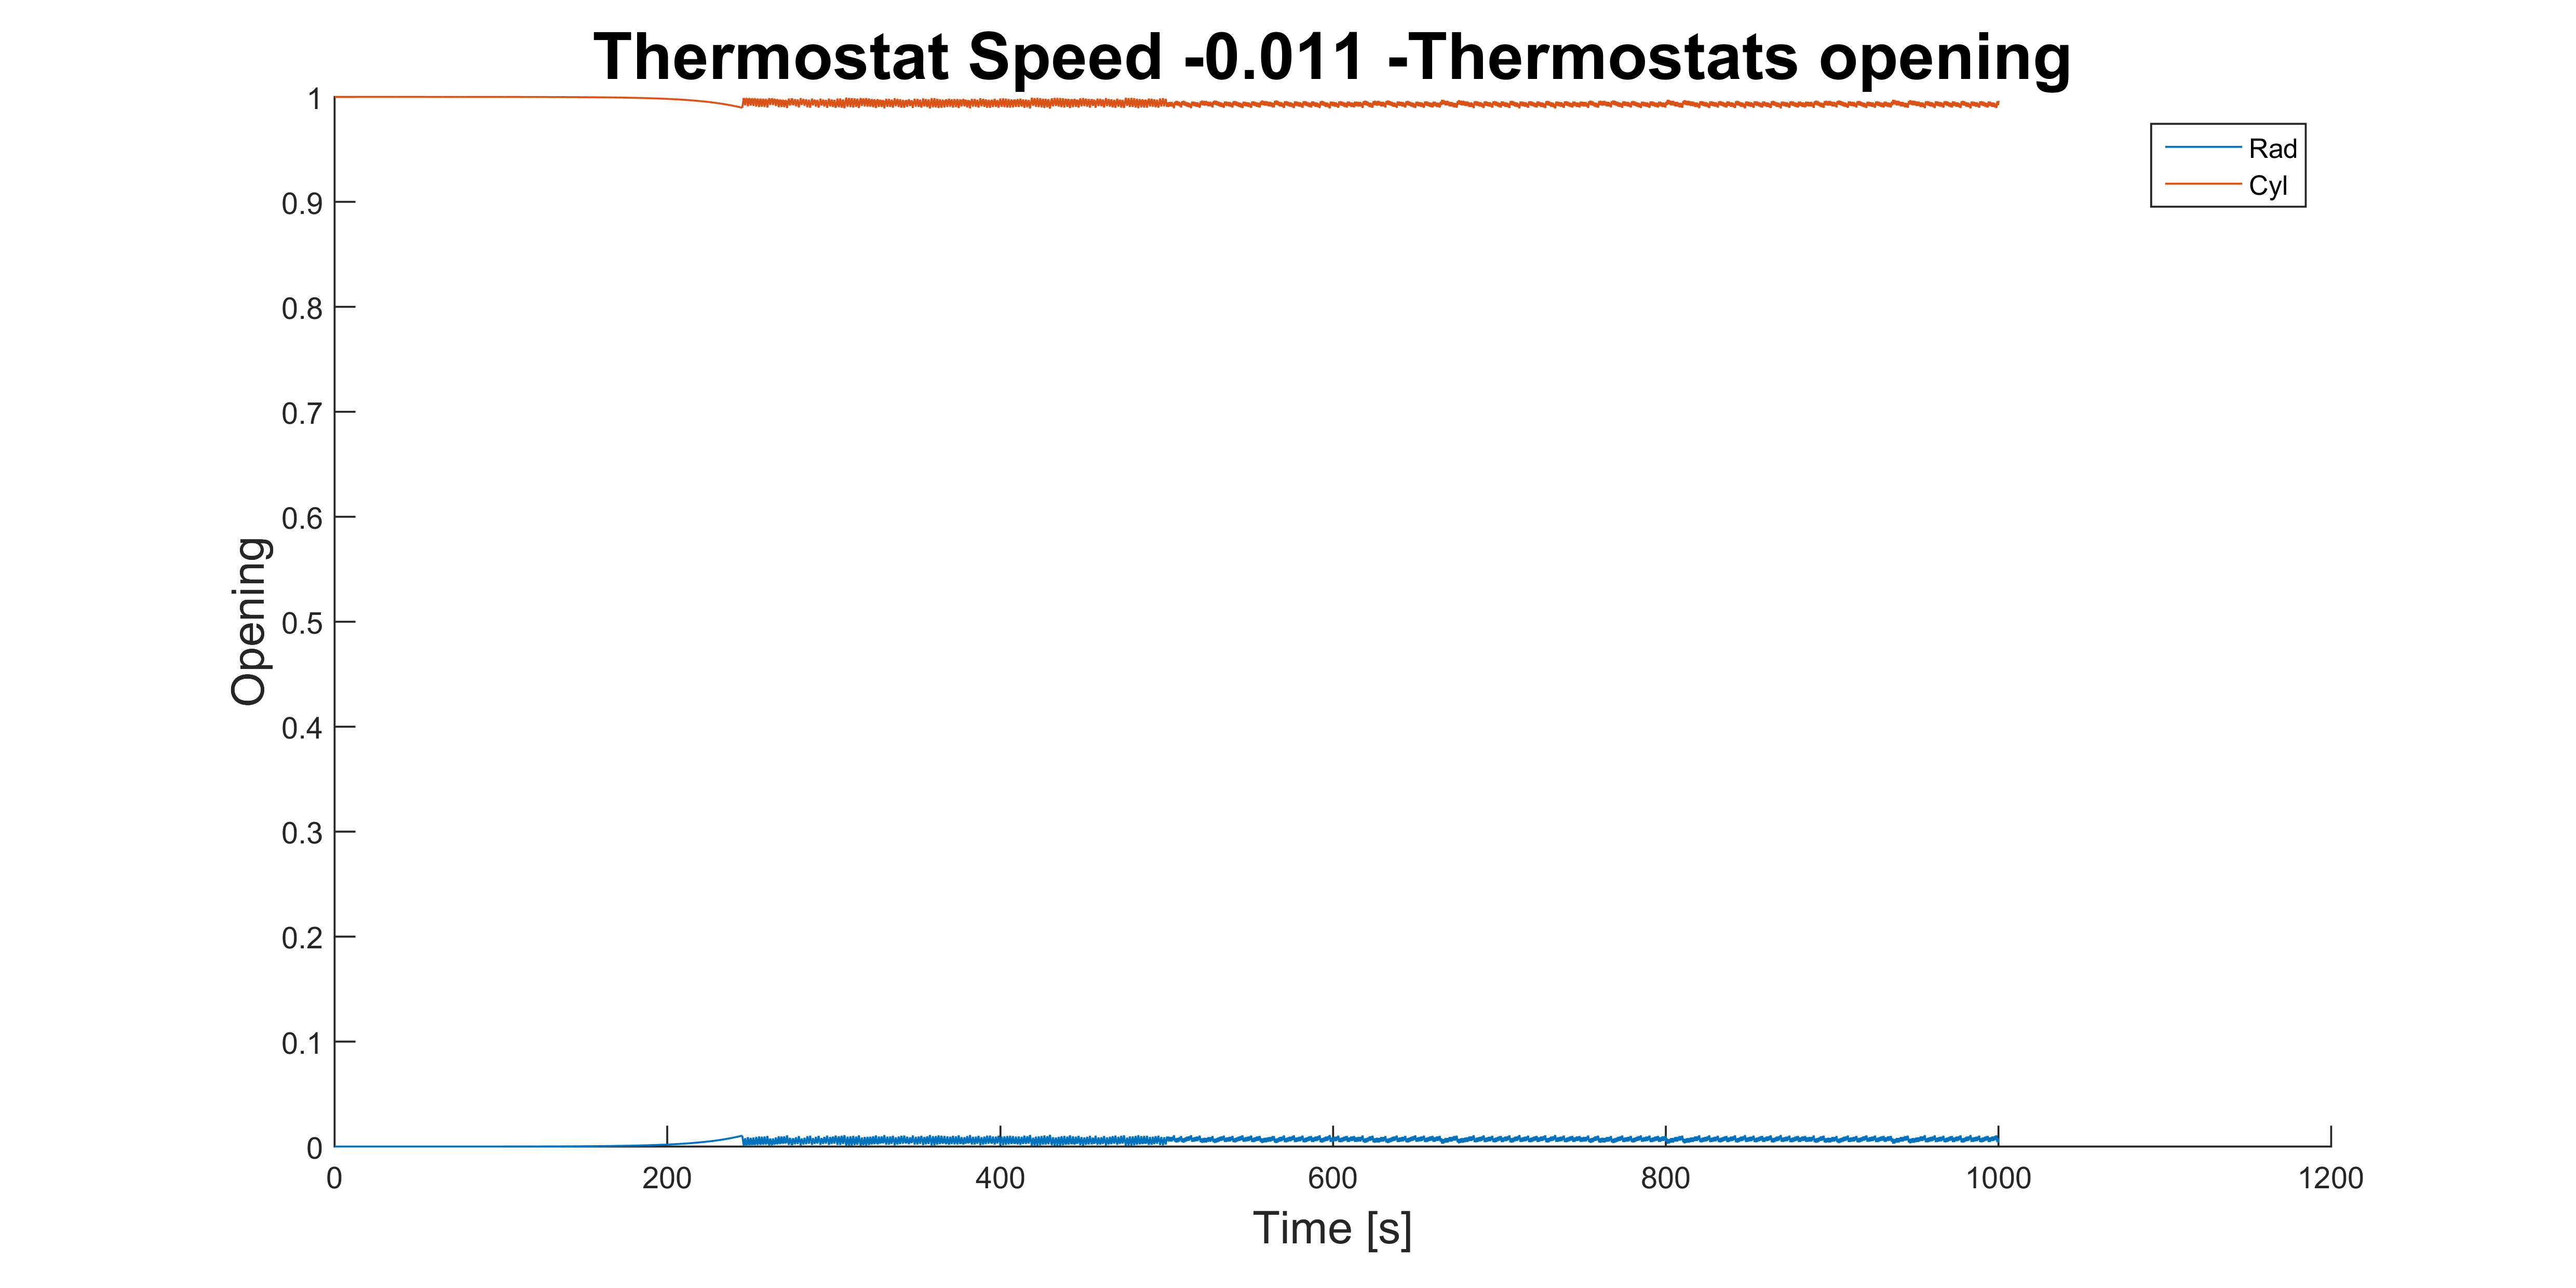 Thermostat Speed -0.011 -Thermostats opening
1
0.9
0.8
0.7
0.6
0.5
0.4
0.3
0.2
0.1
0
Opening
Rad
Cyl
0 200 400 600 800 1000 1200
Time [s]